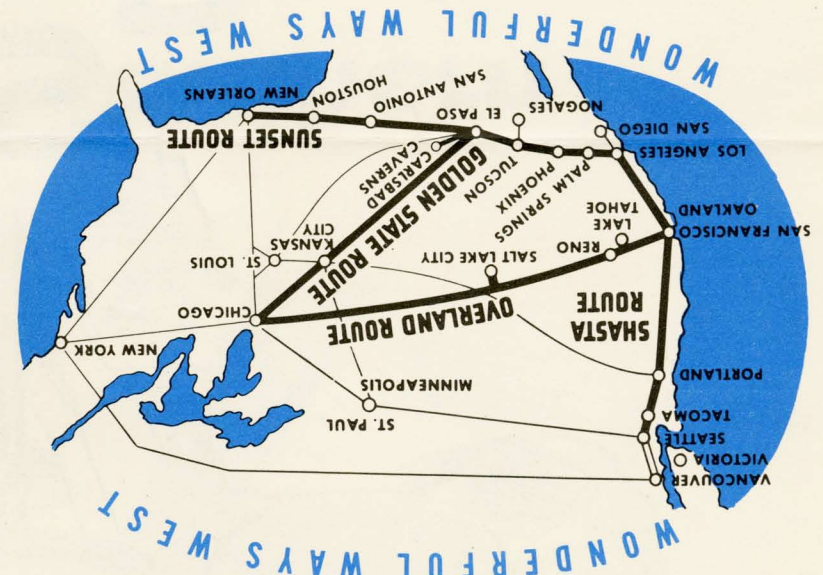 WONDERFUL WAYS WEST
VANCOUVER
VICTORIA
SEATTLE
TACOMA
PORTLAND
ST. PAUL
MINNEAPOLIS
NEW YORK
CHICAGO
SHASTA
ROUTE
OVERLAND ROUTE
SAN FRANCISCO
OAKLAND
RENO
LAKE
TAHOE
SALT LAKE CITY
KANSAS
CITY
ST. LOUIS
GOLDEN STATE ROUTE
LOS ANGELES
SAN DIEGO
PALM SPRINGS
PHOENIX
TUCSON
NOGALES
EL PASO
CARLSBAD
CAVERNS
SUNSET ROUTE
SAN ANTONIO
HOUSTON
NEW ORLEANS
WONDERFUL WAYS WEST